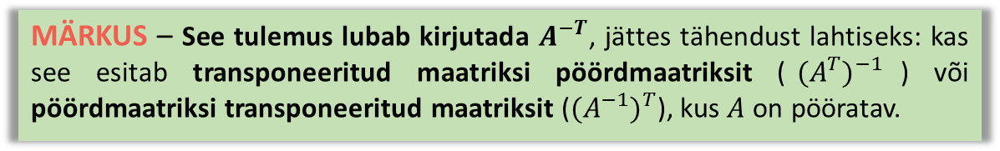 MÄRKUS – See tulemus lubab kirjutada 𝑨⁻ᵀ, jättes tähendust lahtiseks: kas
see esitab transponeeritud maatriksi pöördmaatriksit ( (𝐴ᵀ)⁻¹ ) või
pöördmaatriksi transponeeritud maatriksit ((𝐴⁻¹)ᵀ), kus 𝐴 on pööratav.